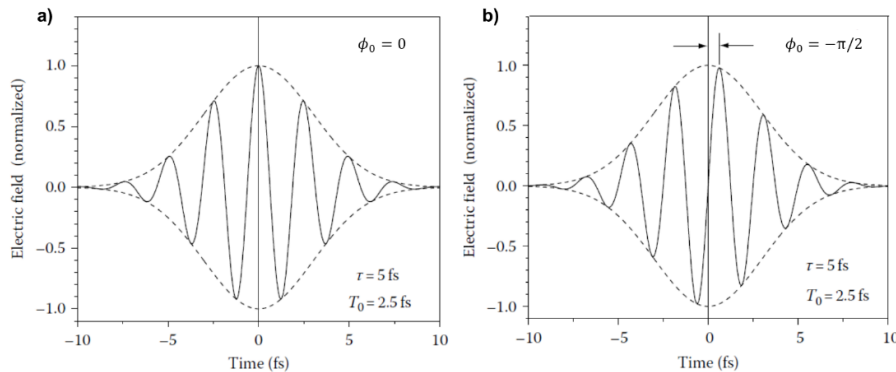 a)
ϕ₀ = 0
1.0
0.5
0.0
−0.5
−1.0
Electric field (normalized)
τ = 5 fs
T₀ = 2.5 fs
−10
−5
0
5
10
Time (fs)
b)
ϕ₀ = −π/2
1.0
0.5
0.0
−0.5
−1.0
Electric field (normalized)
τ = 5 fs
T₀ = 2.5 fs
−10
−5
0
5
10
Time (fs)